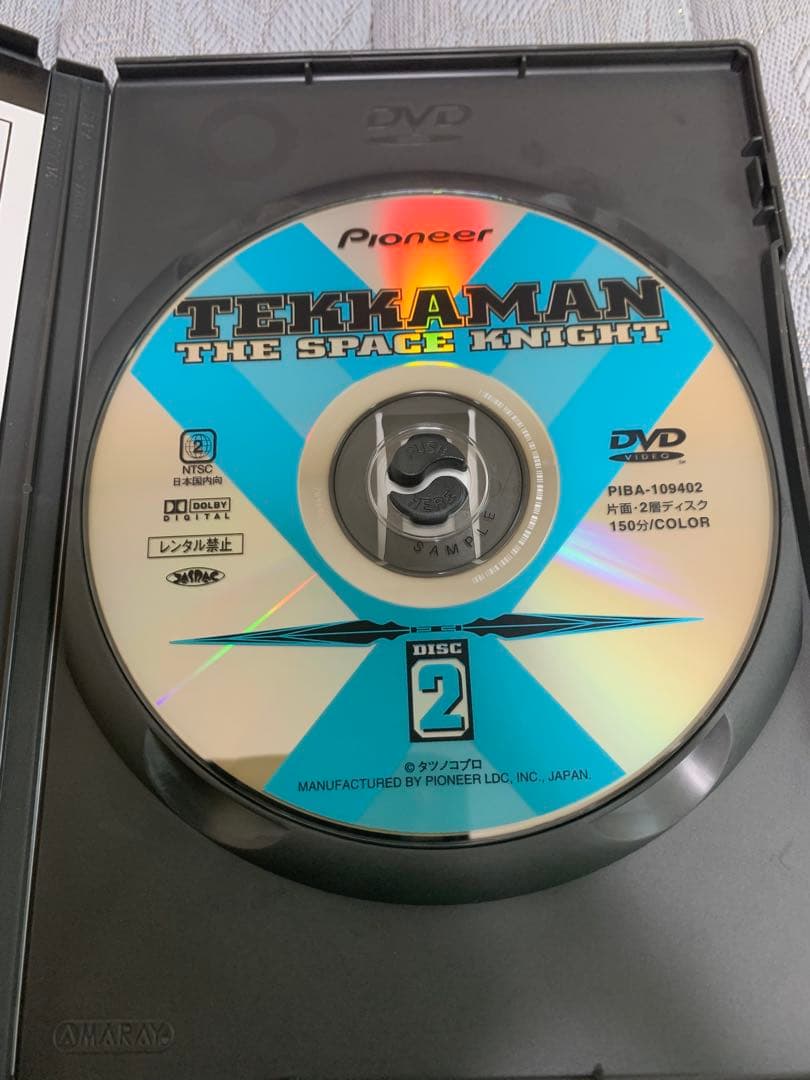 DVD
Pioneer
TEKKAMAN
THE SPACE KNIGHT
2
NTSC
日本国内向
DOLBY
DIGITAL
レンタル禁止
JASRAC
PUSH
HERE
SAMPLE
DVD
VIDEO
PIBA-109402
片面・2層ディスク
150分/COLOR
DISC
2
© タツノコプロ
MANUFACTURED BY PIONEER LDC, INC., JAPAN.
AMARAY